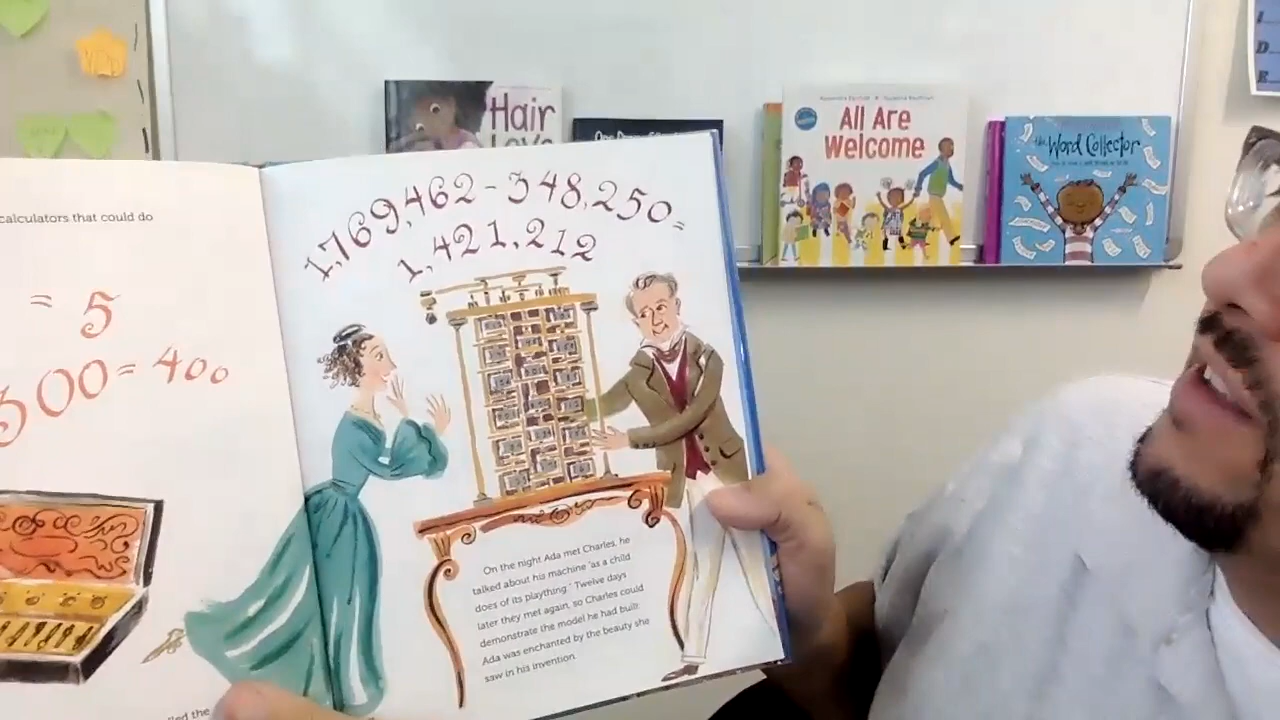 Hair
Love
All Are
Welcome
the Word Collector
calculators that could do
= 5
300 = 400
1,769,462 - 348,250 =
1,421,212
On the night Ada met Charles, he
talked about his machine "as a child
does of its plaything." Twelve days
later they met again, so Charles could
demonstrate the model he had built.
Ada was enchanted by the beauty she
saw in his invention.
the
I
D
E